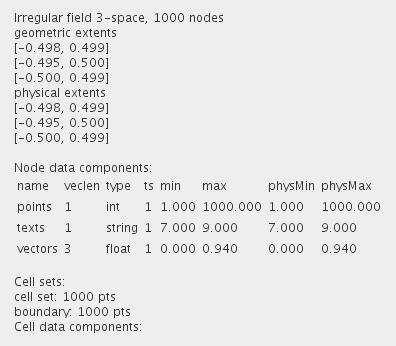 Irregular field 3-space, 1000 nodes
geometric extents
[-0.498, 0.499]
[-0.495, 0.500]
[-0.500, 0.499]
physical extents
[-0.498, 0.499]
[-0.495, 0.500]
[-0.500, 0.499]
Node data components:
name veclen type ts min max physMin physMax
points 1 int 1 1.000 1000.000 1.000 1000.000
texts 1 string 1 7.000 9.000 7.000 9.000
vectors 3 float 1 0.000 0.940 0.000 0.940
Cell sets:
cell set: 1000 pts
boundary: 1000 pts
Cell data components: